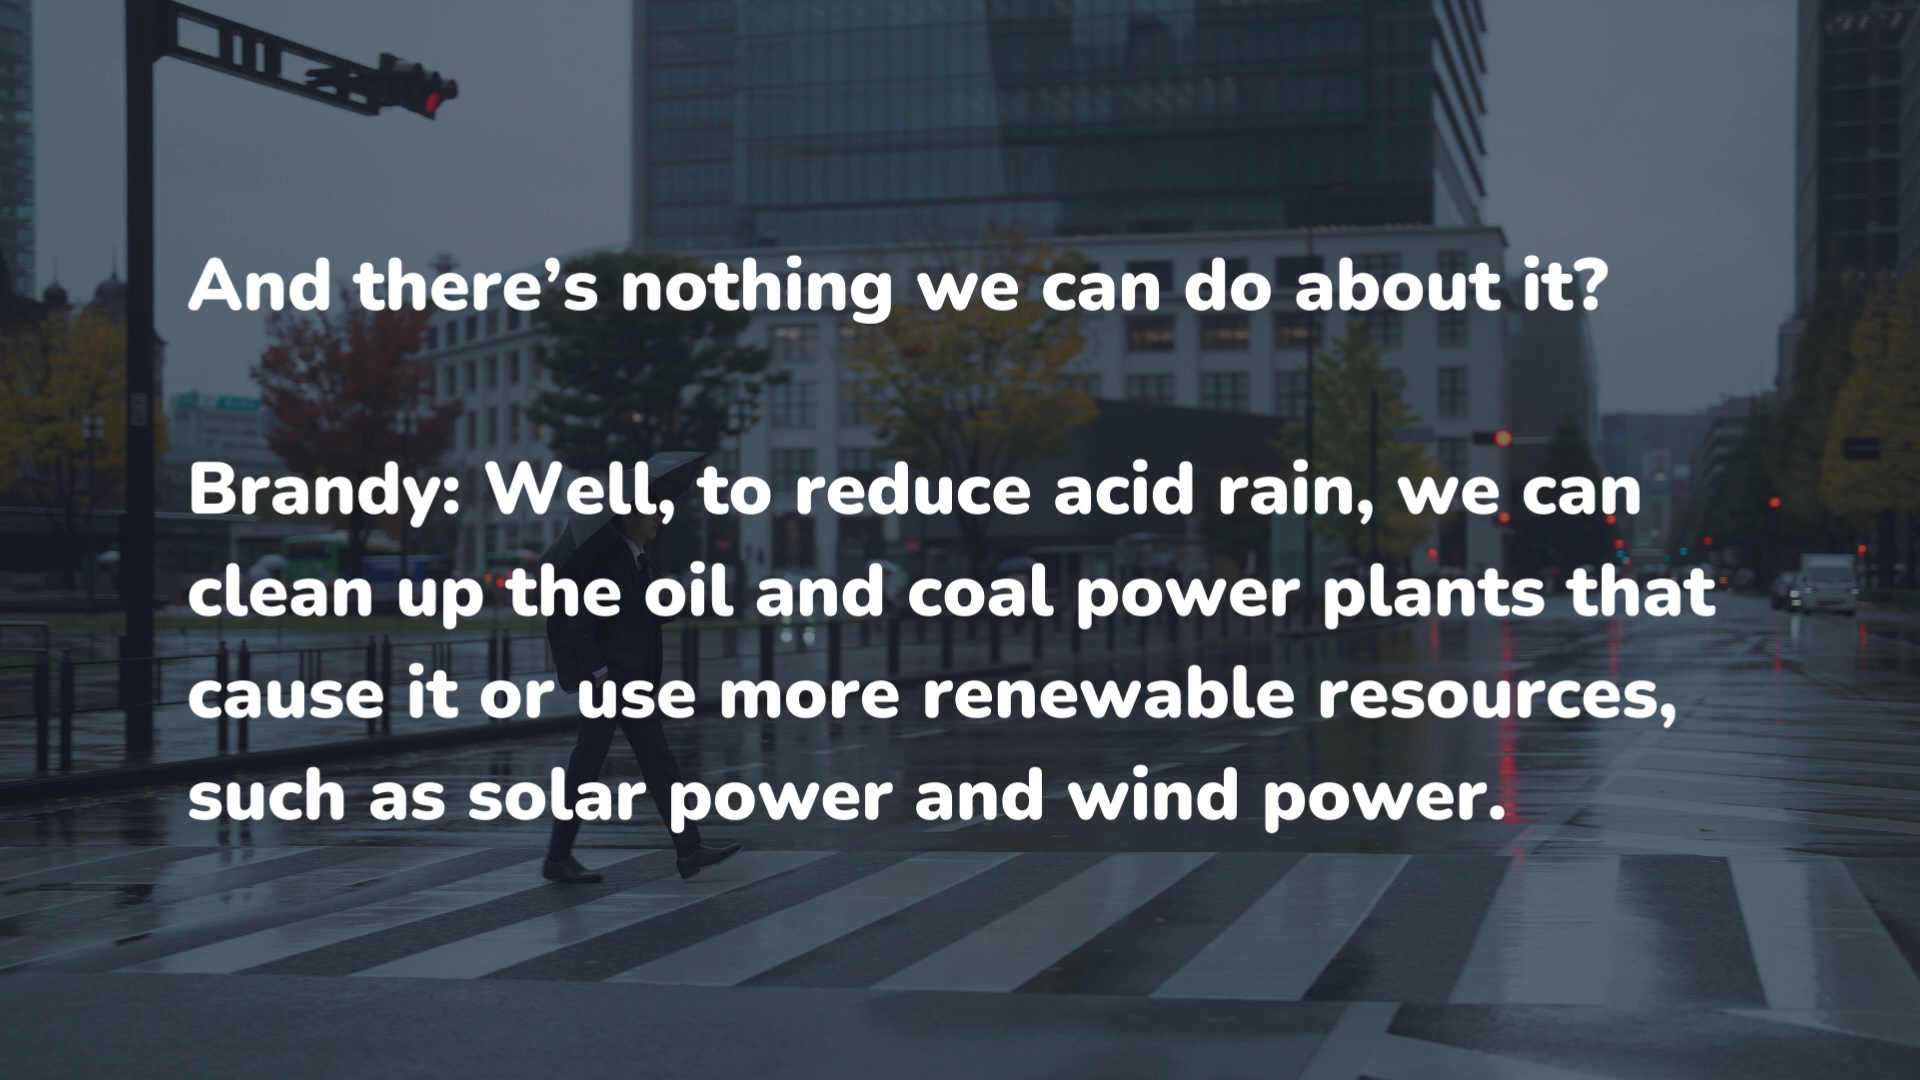 And there’s nothing we can do about it?
Brandy: Well, to reduce acid rain, we can
clean up the oil and coal power plants that
cause it or use more renewable resources,
such as solar power and wind power.